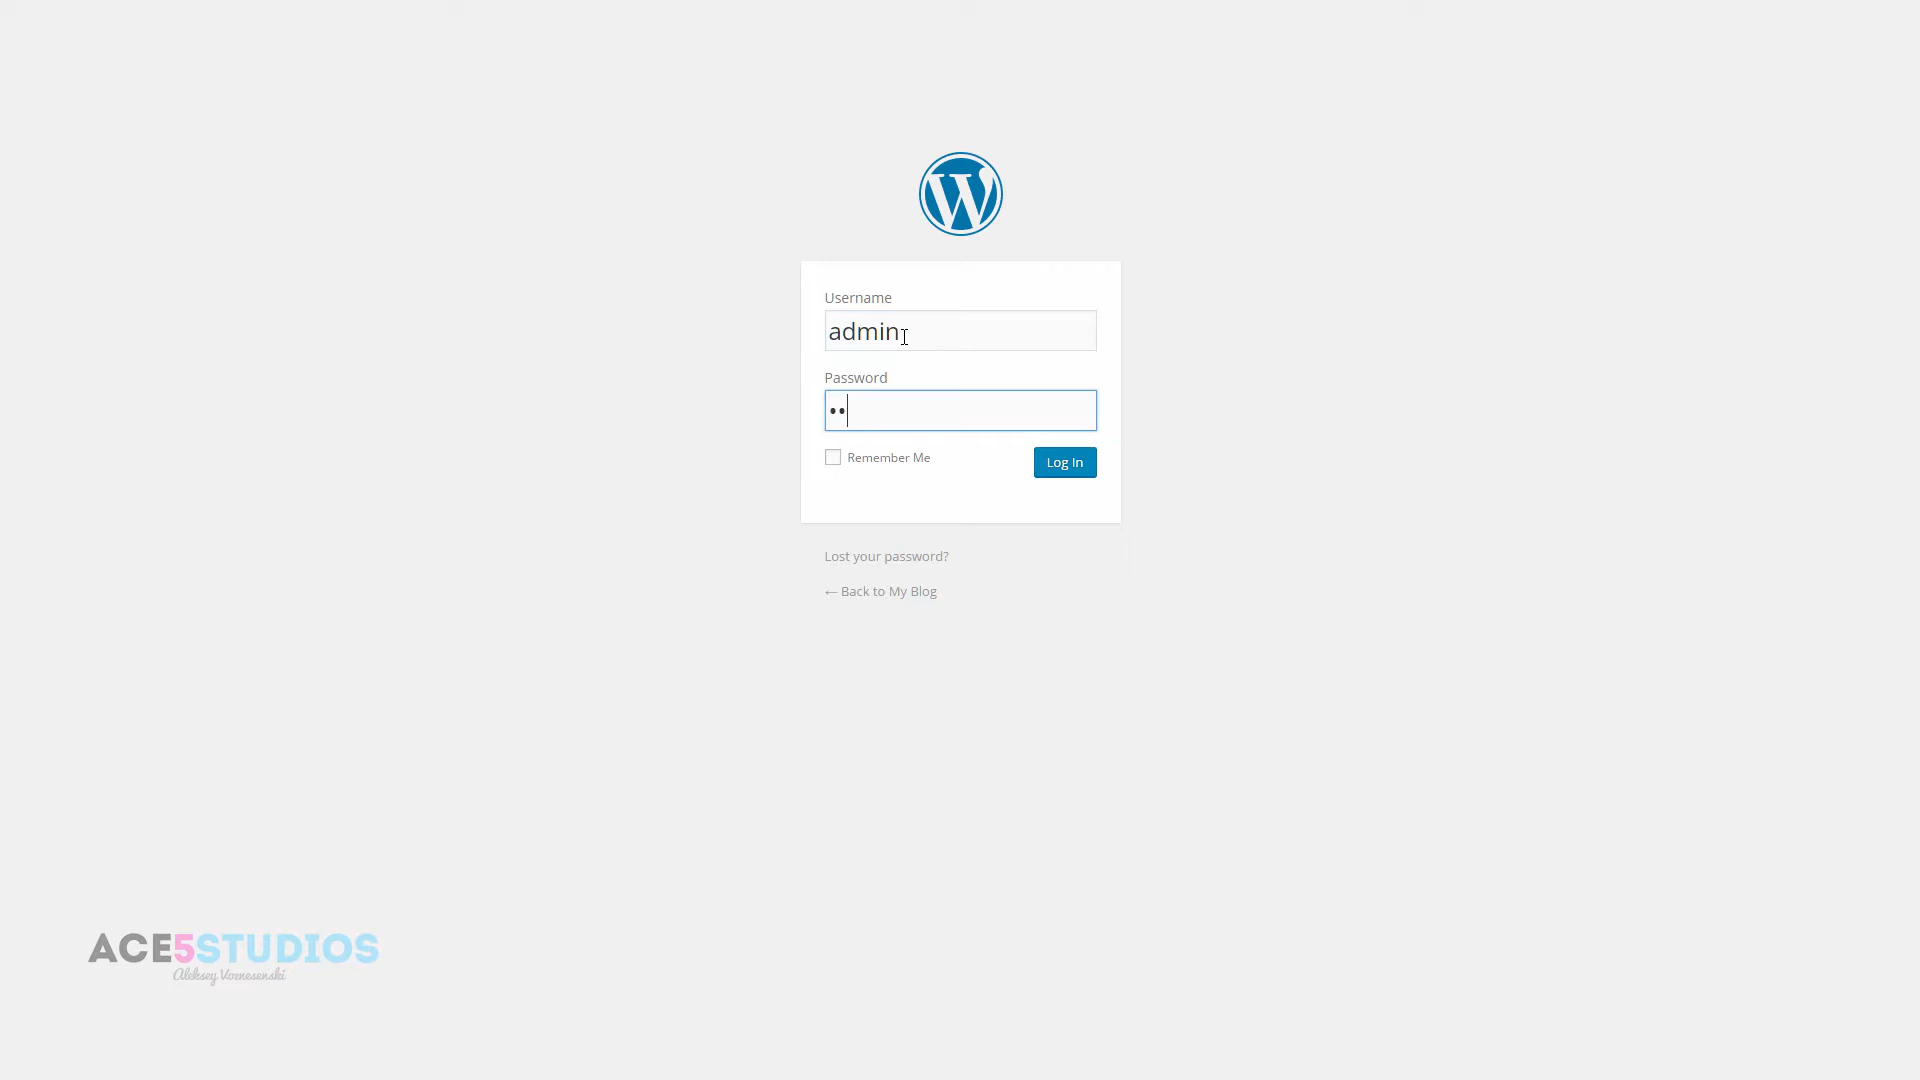 Username
admin
Password
••
Remember Me
Log In
Lost your password?
← Back to My Blog
ACE5STUDIOS
Aleksey Voznesenski